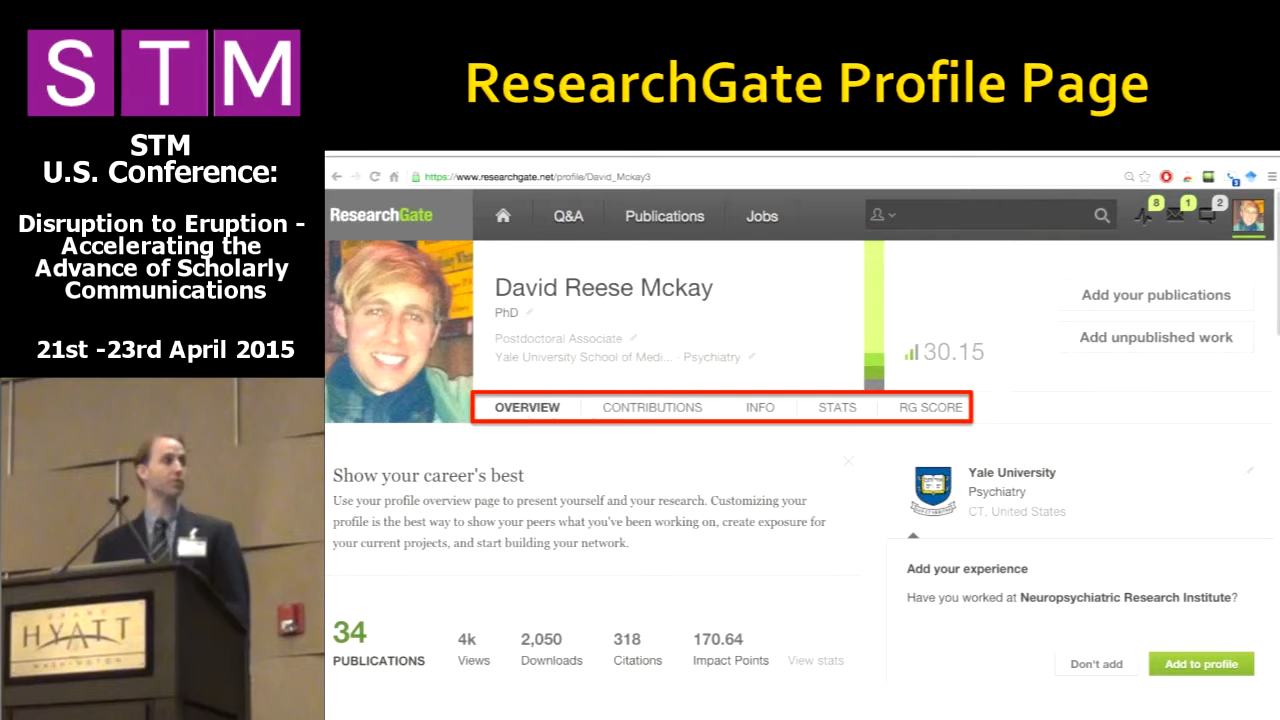 STM
STM
U.S. Conference:
Disruption to Eruption -
Accelerating the
Advance of Scholarly
Communications
21st -23rd April 2015
GRAND
HYATT
WASHINGTON
ResearchGate Profile Page
https://www.researchgate.net/profile/David_Mckay3
3
ResearchGate
Q&A
Publications
Jobs
8
1
2
David Reese Mckay
PhD
Postdoctoral Associate
Yale University School of Medi... · Psychiatry
30.15
Add your publications
Add unpublished work
OVERVIEW
CONTRIBUTIONS
INFO
STATS
RG SCORE
Show your career's best
Use your profile overview page to present yourself and your research. Customizing your
profile is the best way to show your peers what you've been working on, create exposure for
your current projects, and start building your network.
34
PUBLICATIONS
4k
Views
2,050
Downloads
318
Citations
170.64
Impact Points
View stats
Yale University
Psychiatry
CT, United States
Add your experience
Have you worked at Neuropsychiatric Research Institute?
Don't add
Add to profile